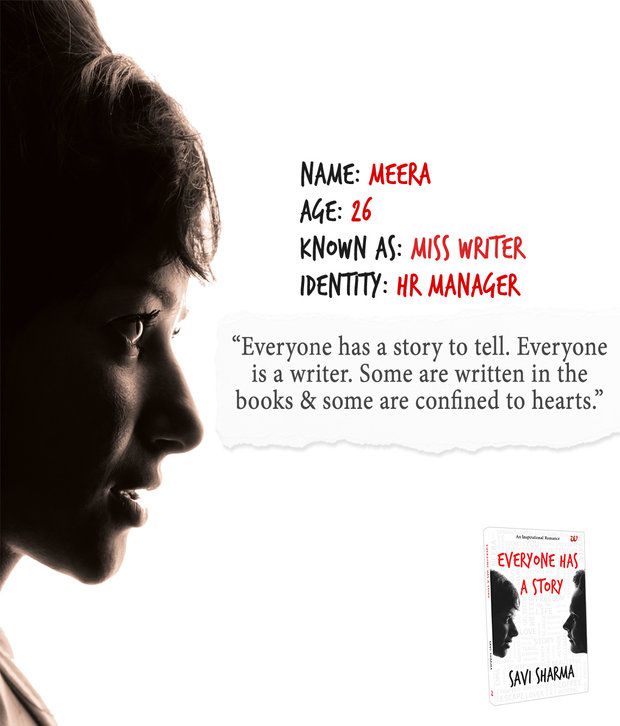 NAME: MEERA
AGE: 26
KNOWN AS: MISS WRITER
IDENTITY: HR MANAGER
“Everyone has a story to tell. Everyone
is a writer. Some are written in the
books & some are confined to hearts.”
An Inspirational Romance
EVERYONE HAS
A STORY
SAVI SHARMA